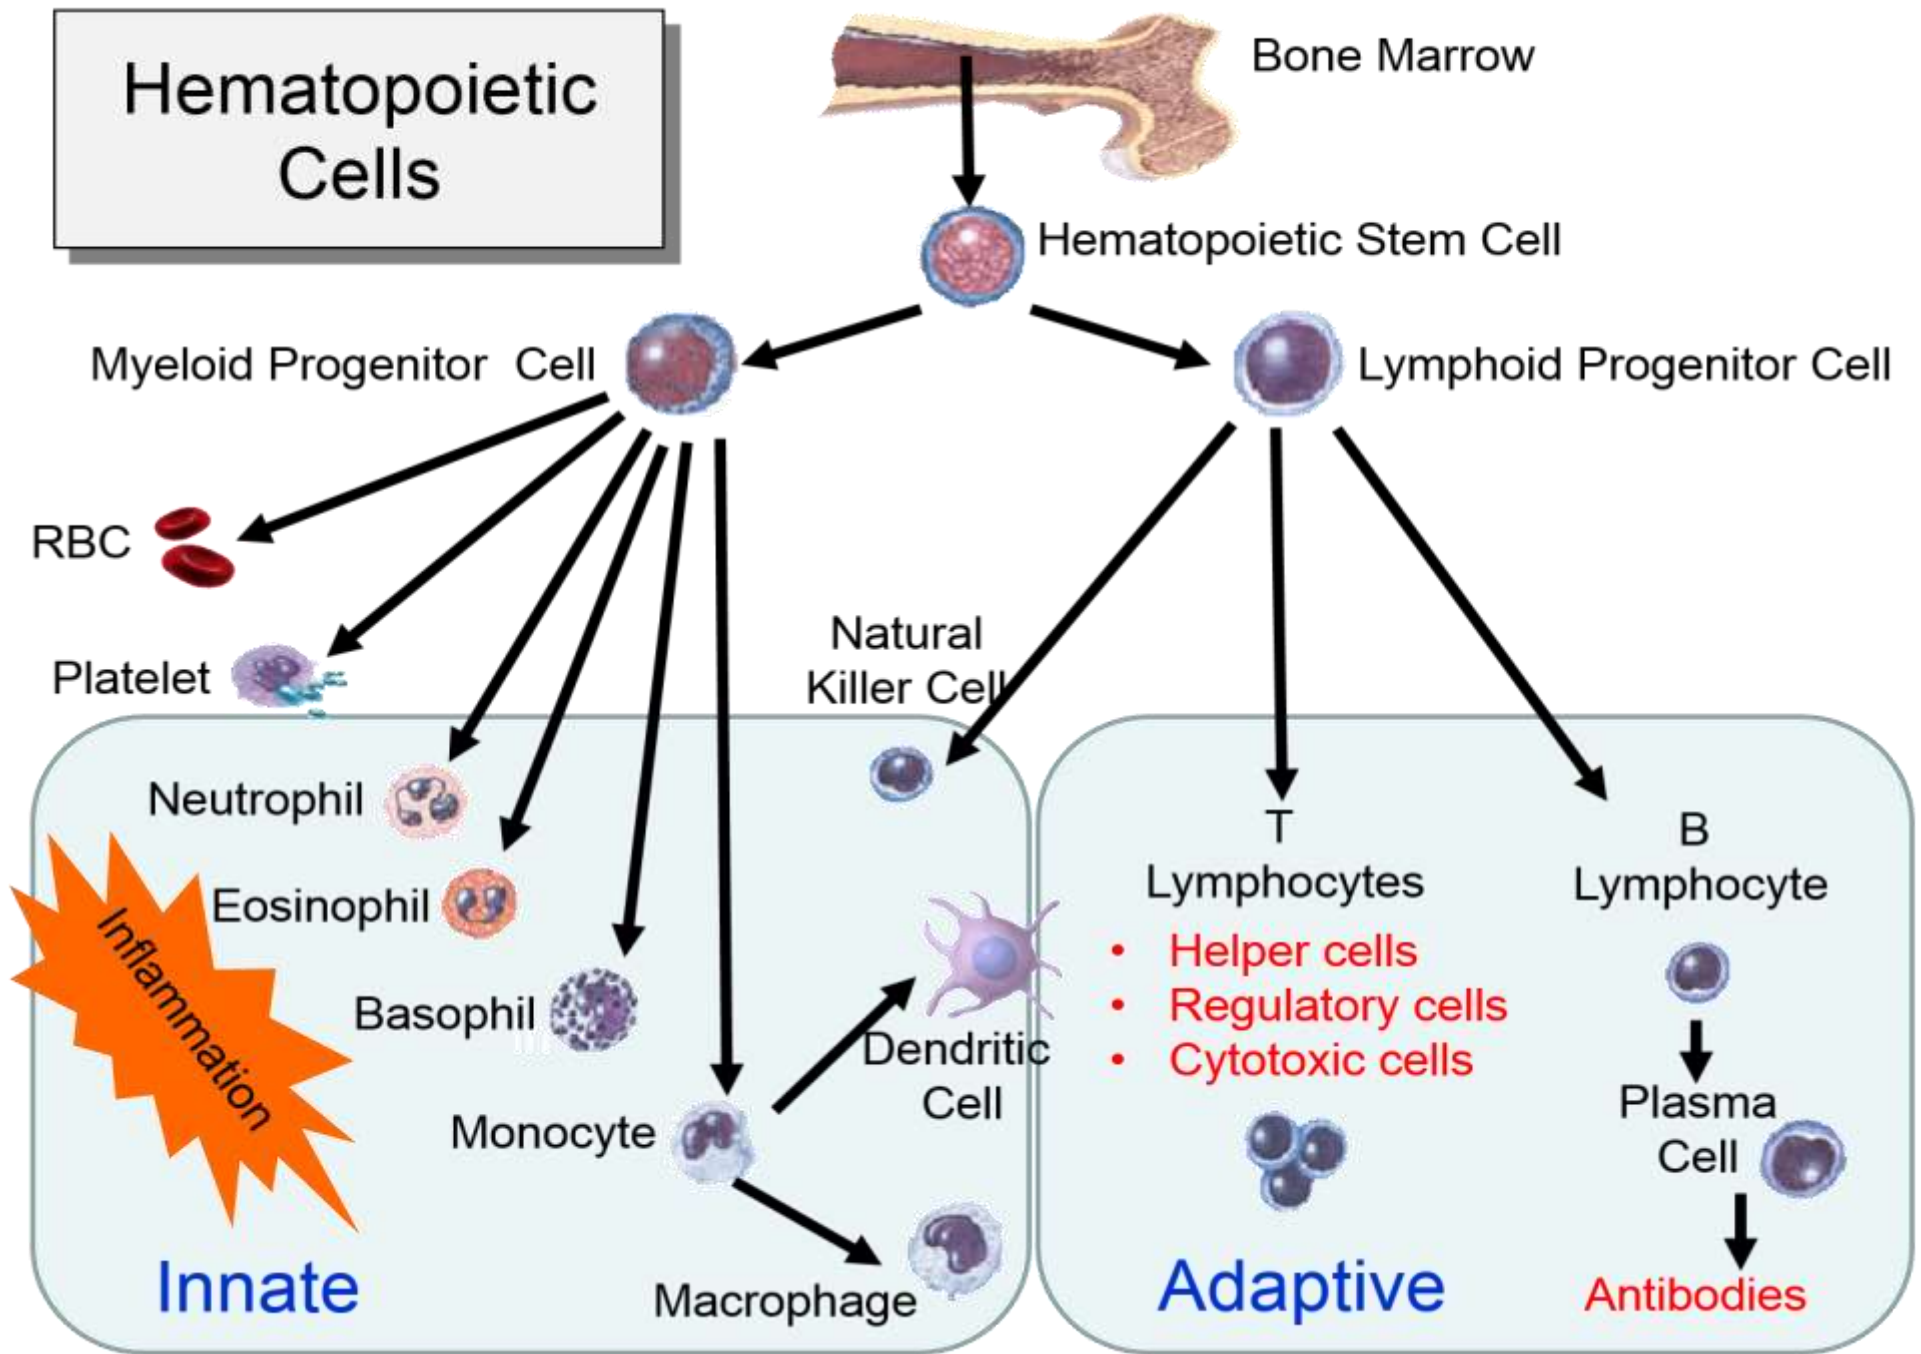 Hematopoietic
Cells
Bone Marrow
Hematopoietic Stem Cell
Myeloid Progenitor Cell
Lymphoid Progenitor Cell
RBC
Platelet
Natural
Killer Cell
Neutrophil
Eosinophil
Basophil
Monocyte
Dendritic
Cell
Macrophage
Inflammation
Innate
T
Lymphocytes
• Helper cells
• Regulatory cells
• Cytotoxic cells
B
Lymphocyte
Plasma
Cell
Antibodies
Adaptive